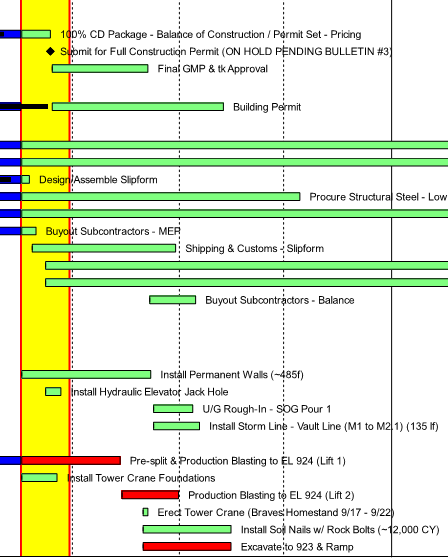 100% CD Package - Balance of Construction / Permit Set - Pricing
Submit for Full Construction Permit (ON HOLD PENDING BULLETIN #3)
Final GMP & tk Approval
Building Permit
Design/Assemble Slipform
Procure Structural Steel - Low
Buyout Subcontractors - MEP
Shipping & Customs - Slipform
Buyout Subcontractors - Balance
Install Permanent Walls (~485f)
Install Hydraulic Elevator Jack Hole
U/G Rough-In - SOG Pour 1
Install Storm Line - Vault Line (M1 to M2.1) (135 lf)
Pre-split & Production Blasting to EL 924 (Lift 1)
Install Tower Crane Foundations
Production Blasting to EL 924 (Lift 2)
Erect Tower Crane (Braves Homestand 9/17 - 9/22)
Install Soil Nails w/ Rock Bolts (~12,000 CY)
Excavate to 923 & Ramp